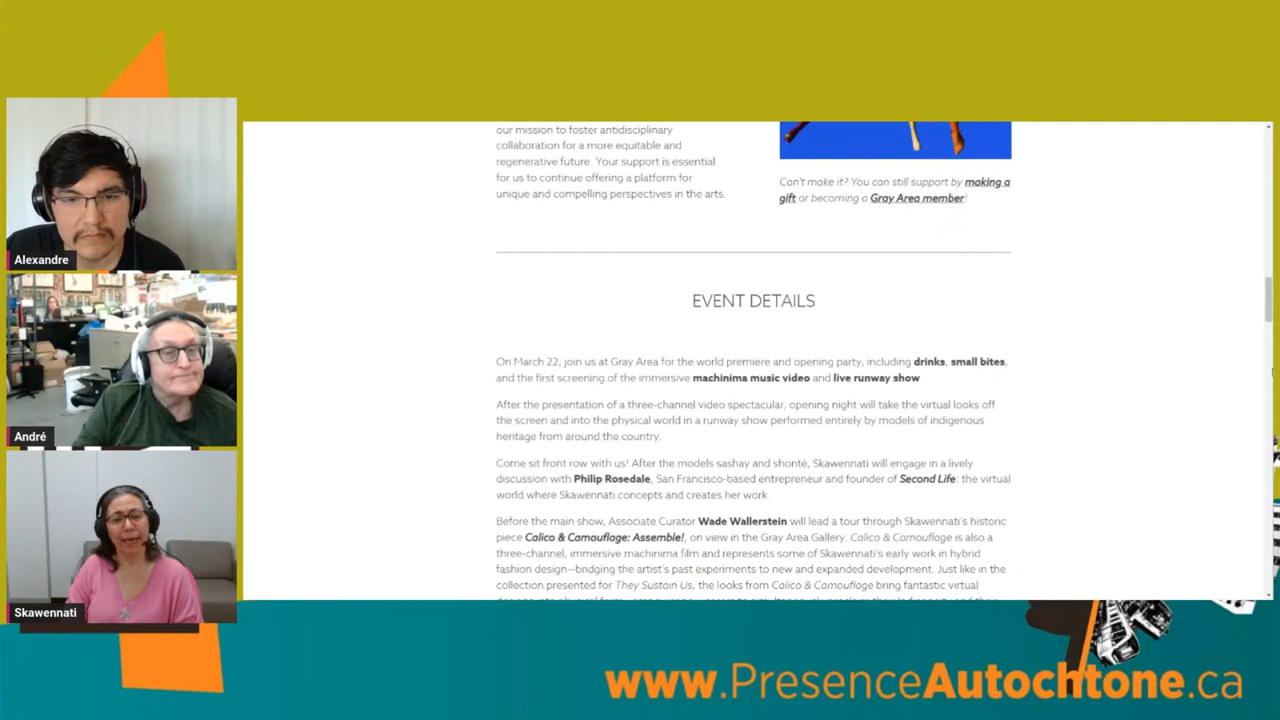 Alexandre
André
Skawennati
our mission to foster antidisciplinary
collaboration for a more equitable and
regenerative future. Your support is essential
for us to continue offering a platform for
unique and compelling perspectives in the arts.
Can't make it? You can still support by making a
gift or becoming a Gray Area member!
EVENT DETAILS
On March 22, join us at Gray Area for the world premiere and opening party, including drinks, small bites,
and the first screening of the immersive machinima music video and live runway show
After the presentation of a three-channel video spectacular, opening night will take the virtual looks off
the screen and into the physical world in a runway show performed entirely by models of indigenous
heritage from around the country.
Come sit front row with us! After the models sashay and shonté, Skawennati will engage in a lively
discussion with Philip Rosedale, San Francisco-based entrepreneur and founder of Second Life: the virtual
world where Skawennati concepts and creates her work.
Before the main show, Associate Curator Wade Wallerstein will lead a tour through Skawennati's historic
piece Calico & Camouflage: Assemble!, on view in the Gray Area Gallery. Calico & Camouflage is also a
three-channel, immersive machinima film and represents some of Skawennati's early work in hybrid
fashion design—bridging the artist's past experiments to new and expanded development. Just like in the
collection presented for They Sustain Us, the looks from Calico & Camouflage bring fantastic virtual
www.PresenceAutochtone.ca